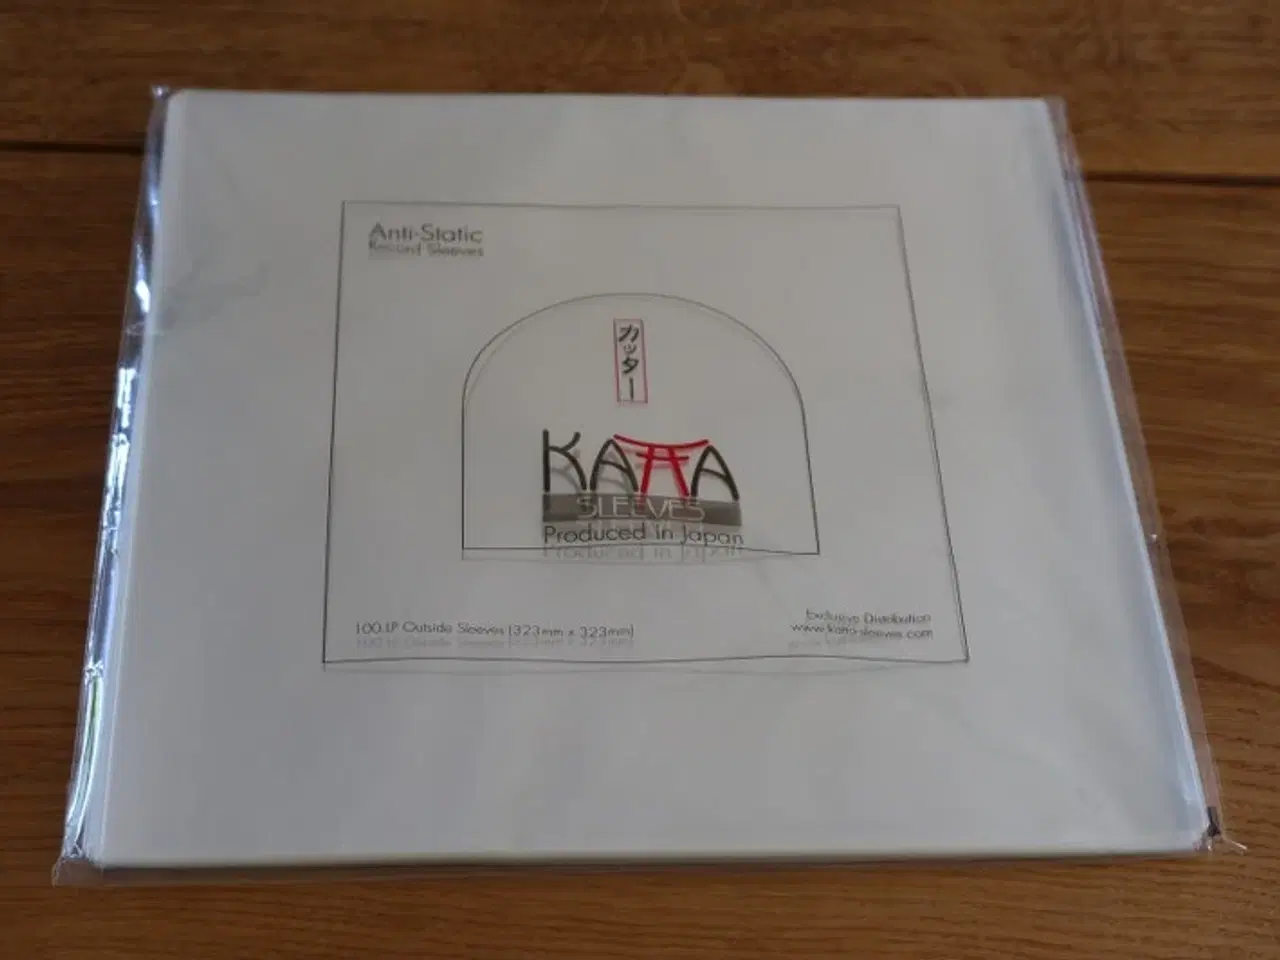 Anti-Static
Record Sleeves
カッター
KATTA
SLEEVES
Produced in Japan
100 LP Outside Sleeves (323mm x 323mm)
Exclusive Distribution
www.katta-sleeves.com